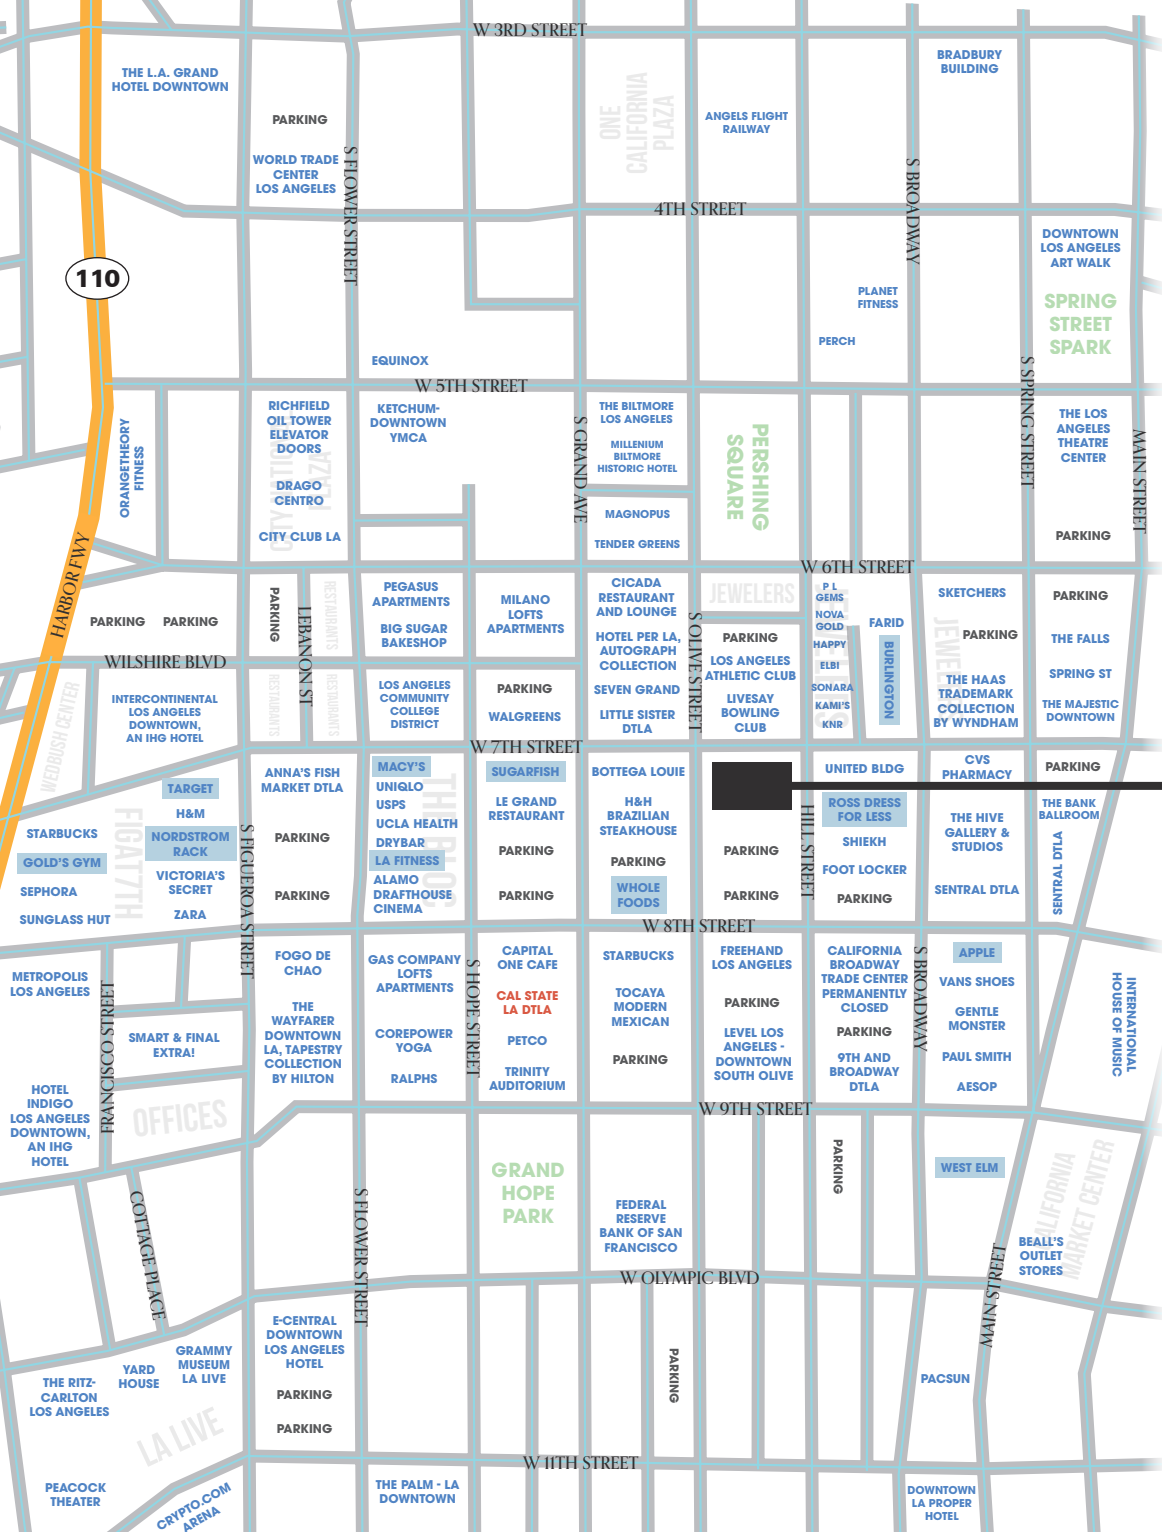 W 3RD STREET
THE L.A. GRAND
HOTEL DOWNTOWN
PARKING
WORLD TRADE
CENTER
LOS ANGELES
S FLOWER STREET
ONE
CALIFORNIA
PLAZA
ANGELS FLIGHT
RAILWAY
BRADBURY
BUILDING
S BROADWAY
4TH STREET
110
DOWNTOWN
LOS ANGELES
ART WALK
SPRING
STREET
SPARK
PLANET
FITNESS
PERCH
EQUINOX
W 5TH STREET
ORANGETHEORY
FITNESS
RICHFIELD
OIL TOWER
ELEVATOR
DOORS
DRAGO
CENTRO
CITY CLUB LA
PLAZA
KETCHUM-
DOWNTOWN
YMCA
S GRAND AVE
THE BILTMORE
LOS ANGELES
MILLENIUM
BILTMORE
HISTORIC HOTEL
MAGNOPUS
TENDER GREENS
PERSHING
SQUARE
S SPRING STREET
THE LOS
ANGELES
THEATRE
CENTER
PARKING
MAIN STREET
HARBOR FWY
W 6TH STREET
PARKING
PARKING
PARKING
LEBANON ST
RESTAURANTS
PEGASUS
APARTMENTS
BIG SUGAR
BAKESHOP
MILANO
LOFTS
APARTMENTS
CICADA
RESTAURANT
AND LOUNGE
HOTEL PER LA,
AUTOGRAPH
COLLECTION
SEVEN GRAND
LITTLE SISTER
DTLA
S OLIVE STREET
JEWELERS
PARKING
LOS ANGELES
ATHLETIC CLUB
LIVESAY
BOWLING
CLUB
P L
GEMS
NOVA
GOLD
HAPPY
ELBI
SONARA
KAMI'S
KNR
JEWELERS
FARID
BURLINGTON
SKETCHERS
PARKING
THE HAAS
TRADEMARK
COLLECTION
BY WYNDHAM
PARKING
THE FALLS
SPRING ST
THE MAJESTIC
DOWNTOWN
WILSHIRE BLVD
WEDBUSH CENTER
INTERCONTINENTAL
LOS ANGELES
DOWNTOWN,
AN IHG HOTEL
RESTAURANTS
RESTAURANTS
LOS ANGELES
COMMUNITY
COLLEGE
DISTRICT
PARKING
WALGREENS
W 7TH STREET
TARGET
H&M
NORDSTROM
RACK
VICTORIA'S
SECRET
ZARA
STARBUCKS
GOLD'S GYM
SEPHORA
SUNGLASS HUT
FIGAT7TH
S FIGUEROA STREET
ANNA'S FISH
MARKET DTLA
PARKING
PARKING
MACY'S
UNIQLO
USPS
UCLA HEALTH
DRYBAR
LA FITNESS
ALAMO
DRAFTHOUSE
CINEMA
THE BLOC
SUGARFISH
LE GRAND
RESTAURANT
PARKING
PARKING
BOTTEGA LOUIE
H&H
BRAZILIAN
STEAKHOUSE
PARKING
WHOLE
FOODS
PARKING
PARKING
HILL STREET
UNITED BLDG
ROSS DRESS
FOR LESS
SHIEKH
FOOT LOCKER
PARKING
CVS
PHARMACY
THE HIVE
GALLERY &
STUDIOS
SENTRAL DTLA
PARKING
THE BANK
BALLROOM
SENTRAL DTLA
W 8TH STREET
METROPOLIS
LOS ANGELES
FRANCISCO STREET
SMART & FINAL
EXTRA!
HOTEL
INDIGO
LOS ANGELES
DOWNTOWN,
AN IHG
HOTEL
OFFICES
FOGO DE
CHAO
THE
WAYFARER
DOWNTOWN
LA, TAPESTRY
COLLECTION
BY HILTON
GAS COMPANY
LOFTS
APARTMENTS
COREPOWER
YOGA
RALPHS
S HOPE STREET
CAPITAL
ONE CAFE
CAL STATE
LA DTLA
PETCO
TRINITY
AUDITORIUM
STARBUCKS
TOCAYA
MODERN
MEXICAN
PARKING
FREEHAND
LOS ANGELES
PARKING
LEVEL LOS
ANGELES -
DOWNTOWN
SOUTH OLIVE
CALIFORNIA
BROADWAY
TRADE CENTER
PERMANENTLY
CLOSED
PARKING
9TH AND
BROADWAY
DTLA
S BROADWAY
APPLE
VANS SHOES
GENTLE
MONSTER
PAUL SMITH
AESOP
INTERNATIONAL
HOUSE OF MUSIC
W 9TH STREET
COTTAGE PLACE
S FLOWER STREET
GRAND
HOPE
PARK
FEDERAL
RESERVE
BANK OF SAN
FRANCISCO
PARKING
WEST ELM
CALIFORNIA
MARKET CENTER
BEALL'S
OUTLET
STORES
MAIN STREET
W OLYMPIC BLVD
E-CENTRAL
DOWNTOWN
LOS ANGELES
HOTEL
PARKING
PARKING
GRAMMY
MUSEUM
LA LIVE
YARD
HOUSE
THE RITZ-
CARLTON
LOS ANGELES
LA LIVE
PARKING
PACSUN
W 11TH STREET
PEACOCK
THEATER
CRYPTO.COM
ARENA
THE PALM - LA
DOWNTOWN
DOWNTOWN
LA PROPER
HOTEL